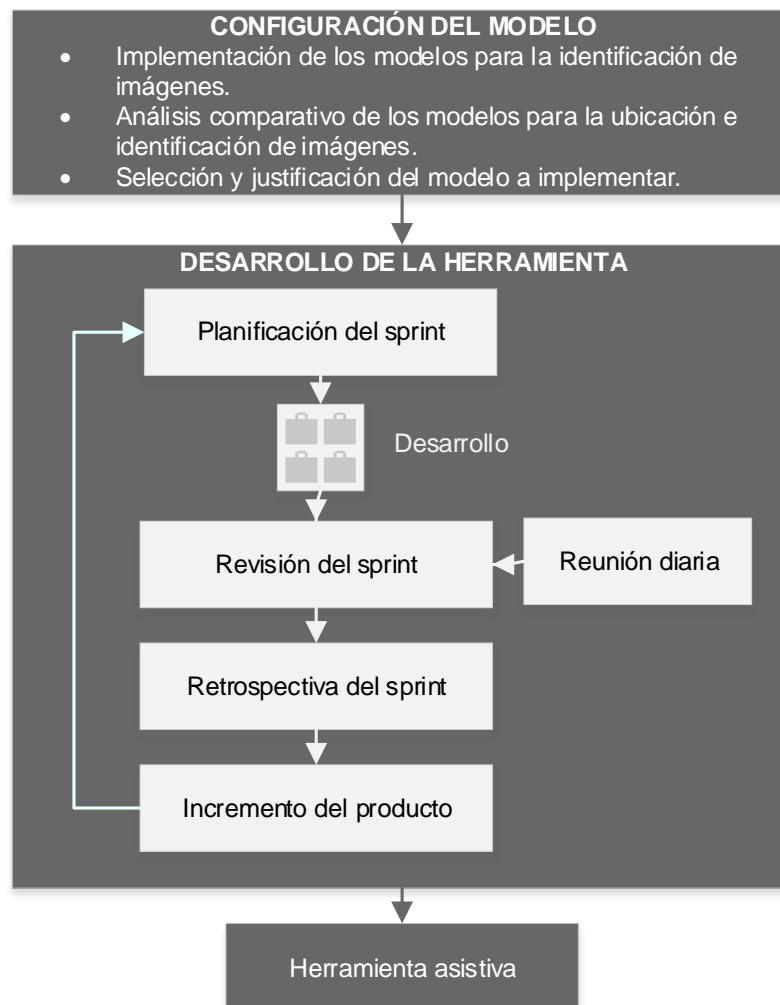 CONFIGURACIÓN DEL MODELO
• Implementación de los modelos para la identificación de
imágenes.
• Análisis comparativo de los modelos para la ubicación e
identificación de imágenes.
• Selección y justificación del modelo a implementar.
DESARROLLO DE LA HERRAMIENTA
Planificación del sprint
Desarrollo
Revisión del sprint
Reunión diaria
Retrospectiva del sprint
Incremento del producto
Herramienta asistiva